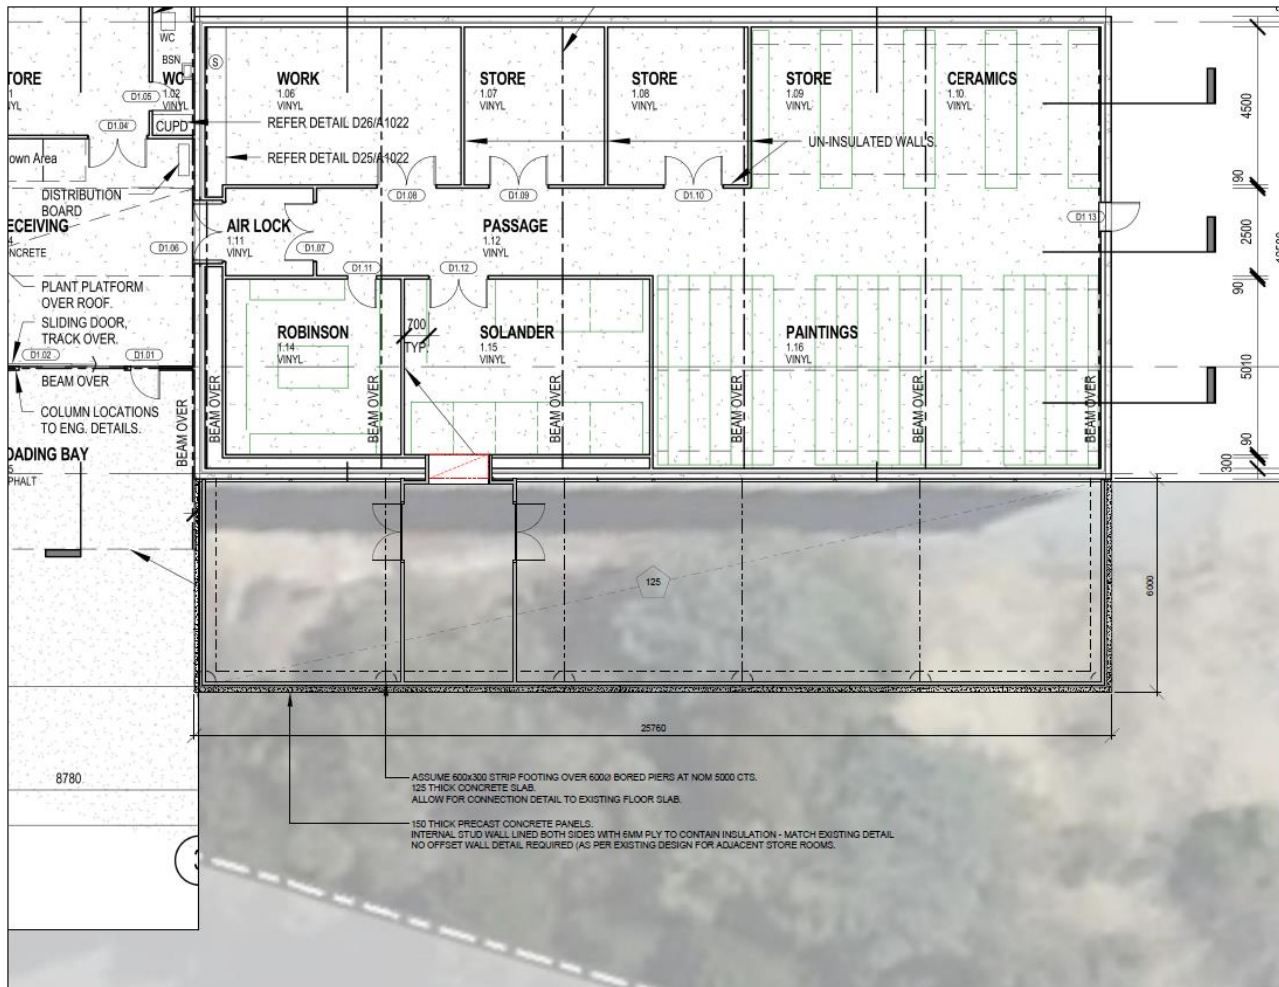 WC
BSN
S
TORE
1
NYL
WC
1.02
VINYL
D1.05
D1.04
CUPD
WORK
1.06
VINYL
STORE
1.07
VINYL
STORE
1.08
VINYL
STORE
1.09
VINYL
CERAMICS
1.10
VINYL
REFER DETAIL D26/A1022
REFER DETAIL D25/A1022
UN-INSULATED WALLS.
4500
own Area
DISTRIBUTION
BOARD
D1.08
D1.09
D1.10
90
ECEIVING
4
NCRETE
D1.06
AIR LOCK
1.11
VINYL
D1.07
PASSAGE
1.12
VINYL
D1 13
2500
D1.11
D1.12
90
PLANT PLATFORM
OVER ROOF.
SLIDING DOOR,
TRACK OVER.
D1.02
D1.01
BEAM OVER
COLUMN LOCATIONS
TO ENG. DETAILS.
ROBINSON
1.14
VINYL
700
TYP.
SOLANDER
1.15
VINYL
PAINTINGS
1.16
VINYL
5010
BEAM OVER
BEAM OVER
BEAM OVER
BEAM OVER
BEAM OVER
BEAM OVER
BEAM OVER
OADING BAY
5
PHALT
90
300
125
6000
25760
8780
ASSUME 600x300 STRIP FOOTING OVER 600Ø BORED PIERS AT NOM 5000 CTS.
125 THICK CONCRETE SLAB.
ALLOW FOR CONNECTION DETAIL TO EXISTING FLOOR SLAB.
150 THICK PRECAST CONCRETE PANELS.
INTERNAL STUD WALL LINED BOTH SIDES WITH 6MM PLY TO CONTAIN INSULATION - MATCH EXISTING DETAIL
NO OFFSET WALL DETAIL REQUIRED (AS PER EXISTING DESIGN FOR ADJACENT STORE ROOMS.